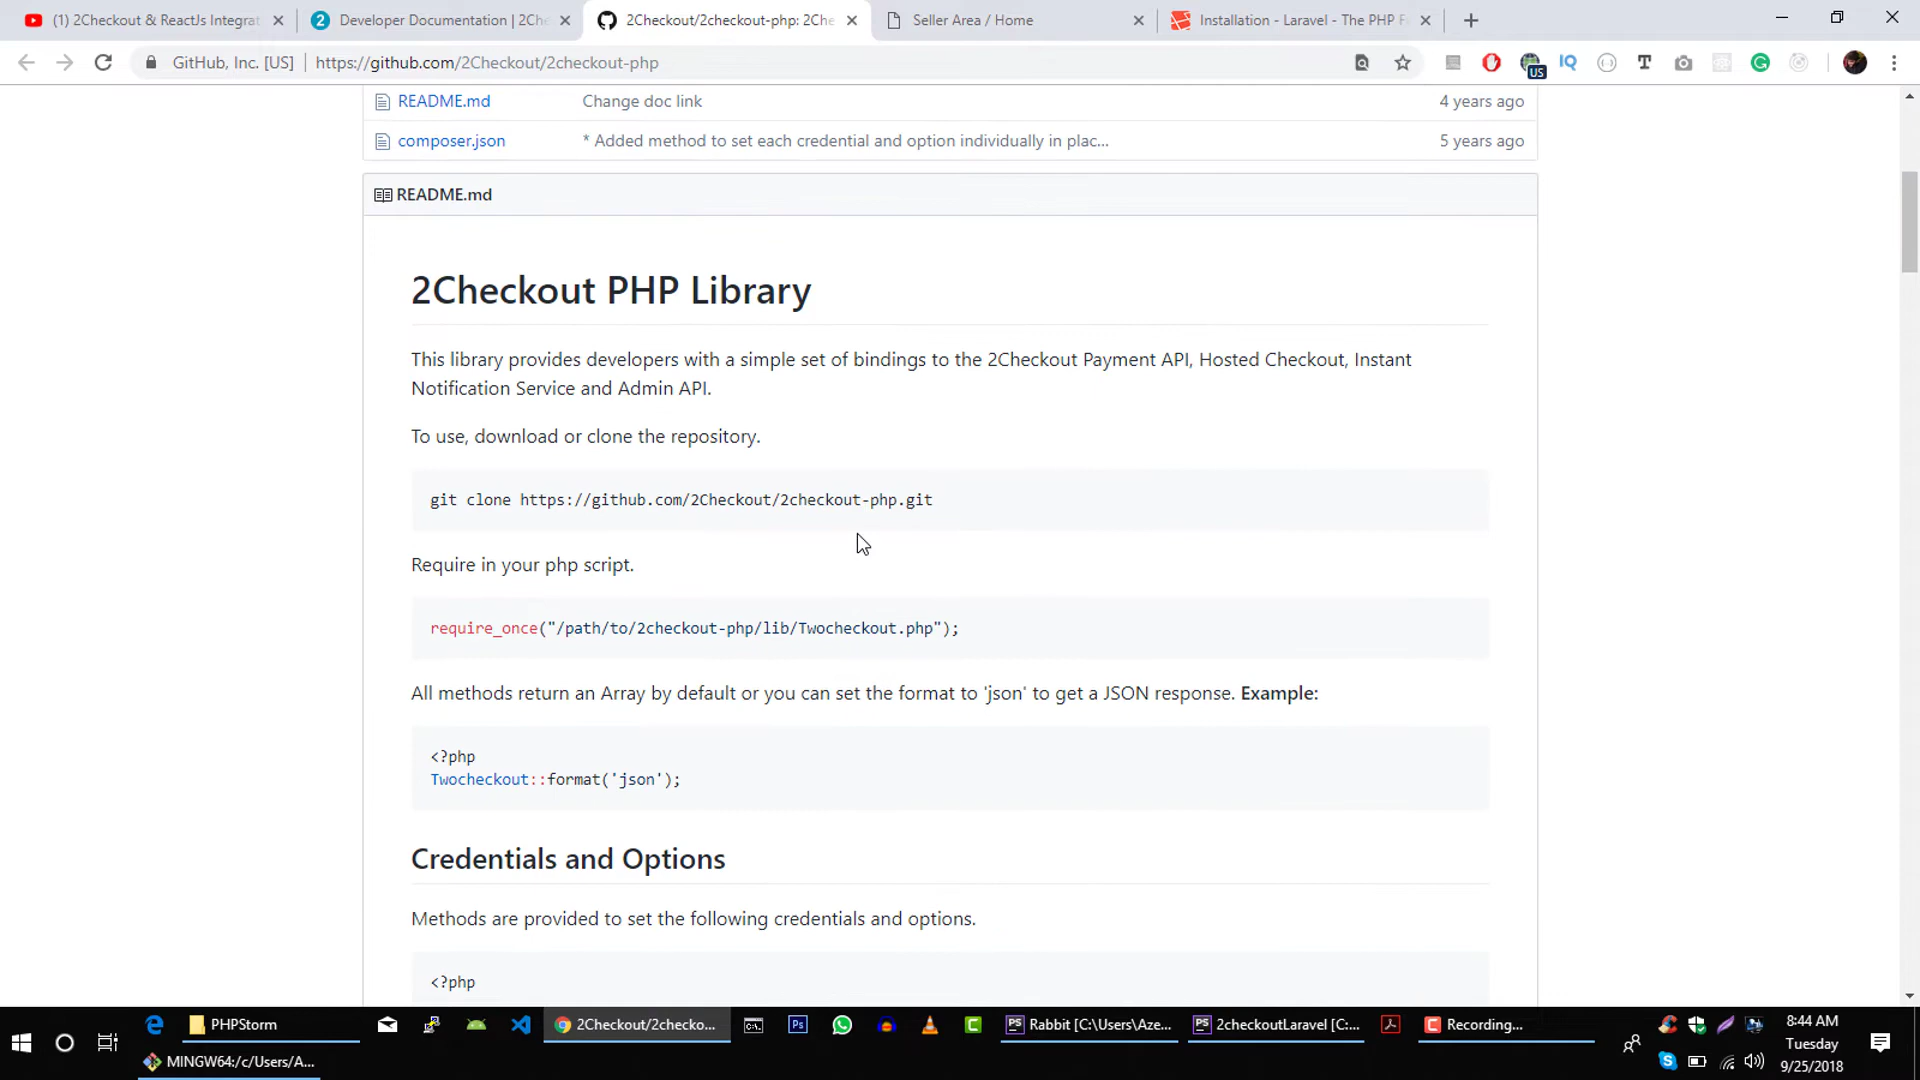 (1) 2Checkout & ReactJs Integrat
Developer Documentation | 2Che
2Checkout/2checkout-php: 2Che
Seller Area / Home
Installation - Laravel - The PHP F
GitHub, Inc. [US]
https://github.com/2Checkout/2checkout-php
US
IQ
T
README.md
Change doc link
4 years ago
composer.json
* Added method to set each credential and option individually in plac...
5 years ago
README.md
2Checkout PHP Library
This library provides developers with a simple set of bindings to the 2Checkout Payment API, Hosted Checkout, Instant
Notification Service and Admin API.
To use, download or clone the repository.
git clone https://github.com/2Checkout/2checkout-php.git
Require in your php script.
require_once("/path/to/2checkout-php/lib/Twocheckout.php");
All methods return an Array by default or you can set the format to 'json' to get a JSON response. Example:
<?php
Twocheckout::format('json');
Credentials and Options
Methods are provided to set the following credentials and options.
<?php
PHPStorm
2Checkout/2checko...
Rabbit [C:\Users\Aze...
2checkoutLaravel [C:...
Recording...
MINGW64:/c/Users/A...
8:44 AM
Tuesday
9/25/2018